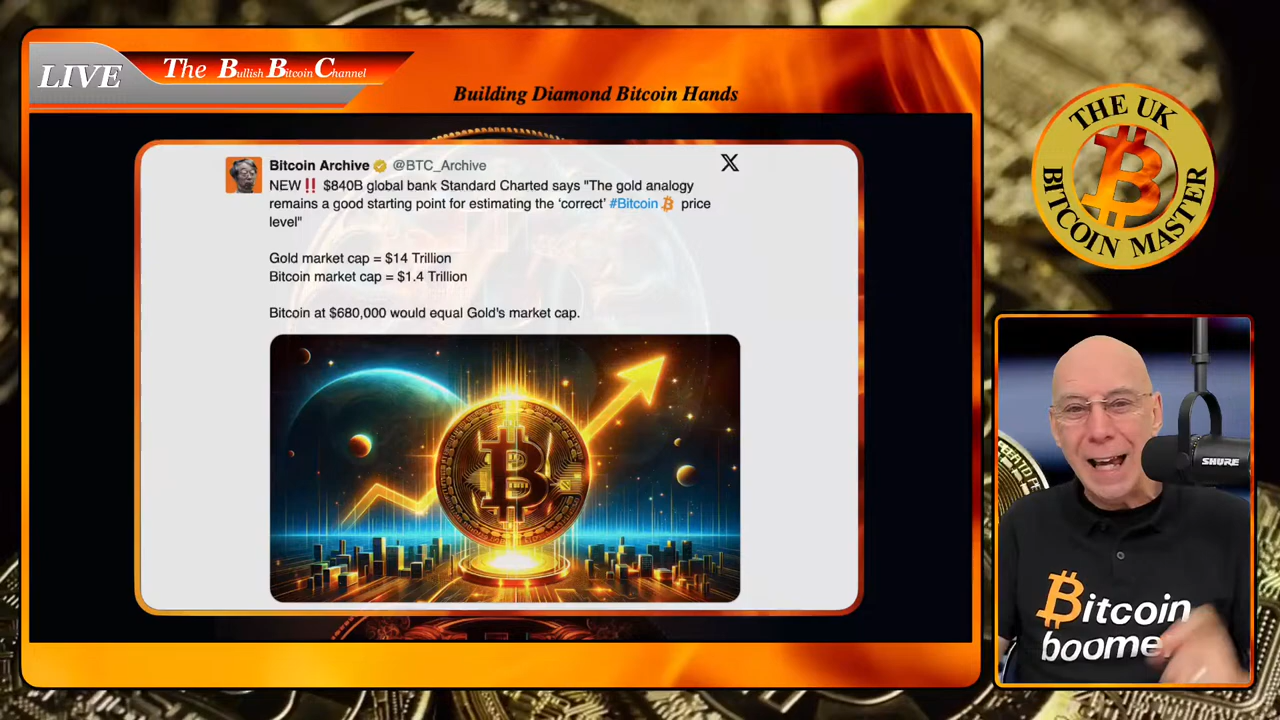 LIVE
The Bullish Bitcoin Channel
Building Diamond Bitcoin Hands
Bitcoin Archive @BTC_Archive
NEW‼️ $840B global bank Standard Charted says "The gold analogy
remains a good starting point for estimating the ‘correct’ #Bitcoin price
level"
Gold market cap = $14 Trillion
Bitcoin market cap = $1.4 Trillion
Bitcoin at $680,000 would equal Gold's market cap.
THE UK
BITCOIN MASTER
SHURE
Bitcoin
boomer